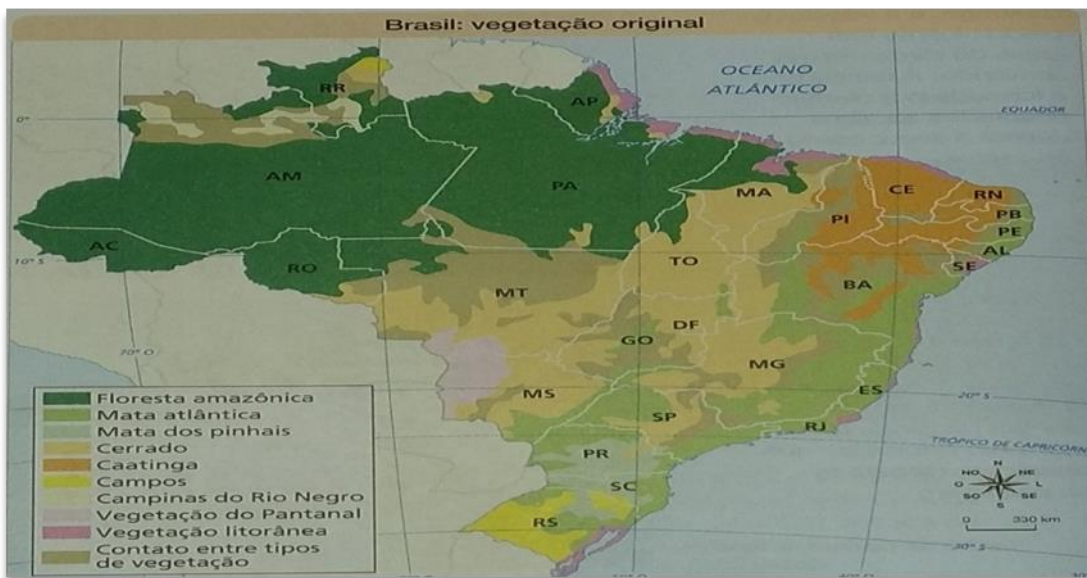 Brasil: vegetação original
OCEANO
ATLÂNTICO
EQUADOR
RR
AP
0°
AM
PA
MA
CE
RN
PB
PI
PE
AC
AL
10° S
RO
TO
SE
BA
MT
DF
GO
70° O
MG
ES
MS
20° S
SP
RJ
TRÓPICO DE CAPRICÓRN
PR
SC
RS
Floresta amazônica
Mata atlântica
Mata dos pinhais
Cerrado
Caatinga
Campos
Campinas do Rio Negro
Vegetação do Pantanal
Vegetação litorânea
Contato entre tipos
de vegetação
N
NO NE
O L
SO SE
S
0 330 km
30° S